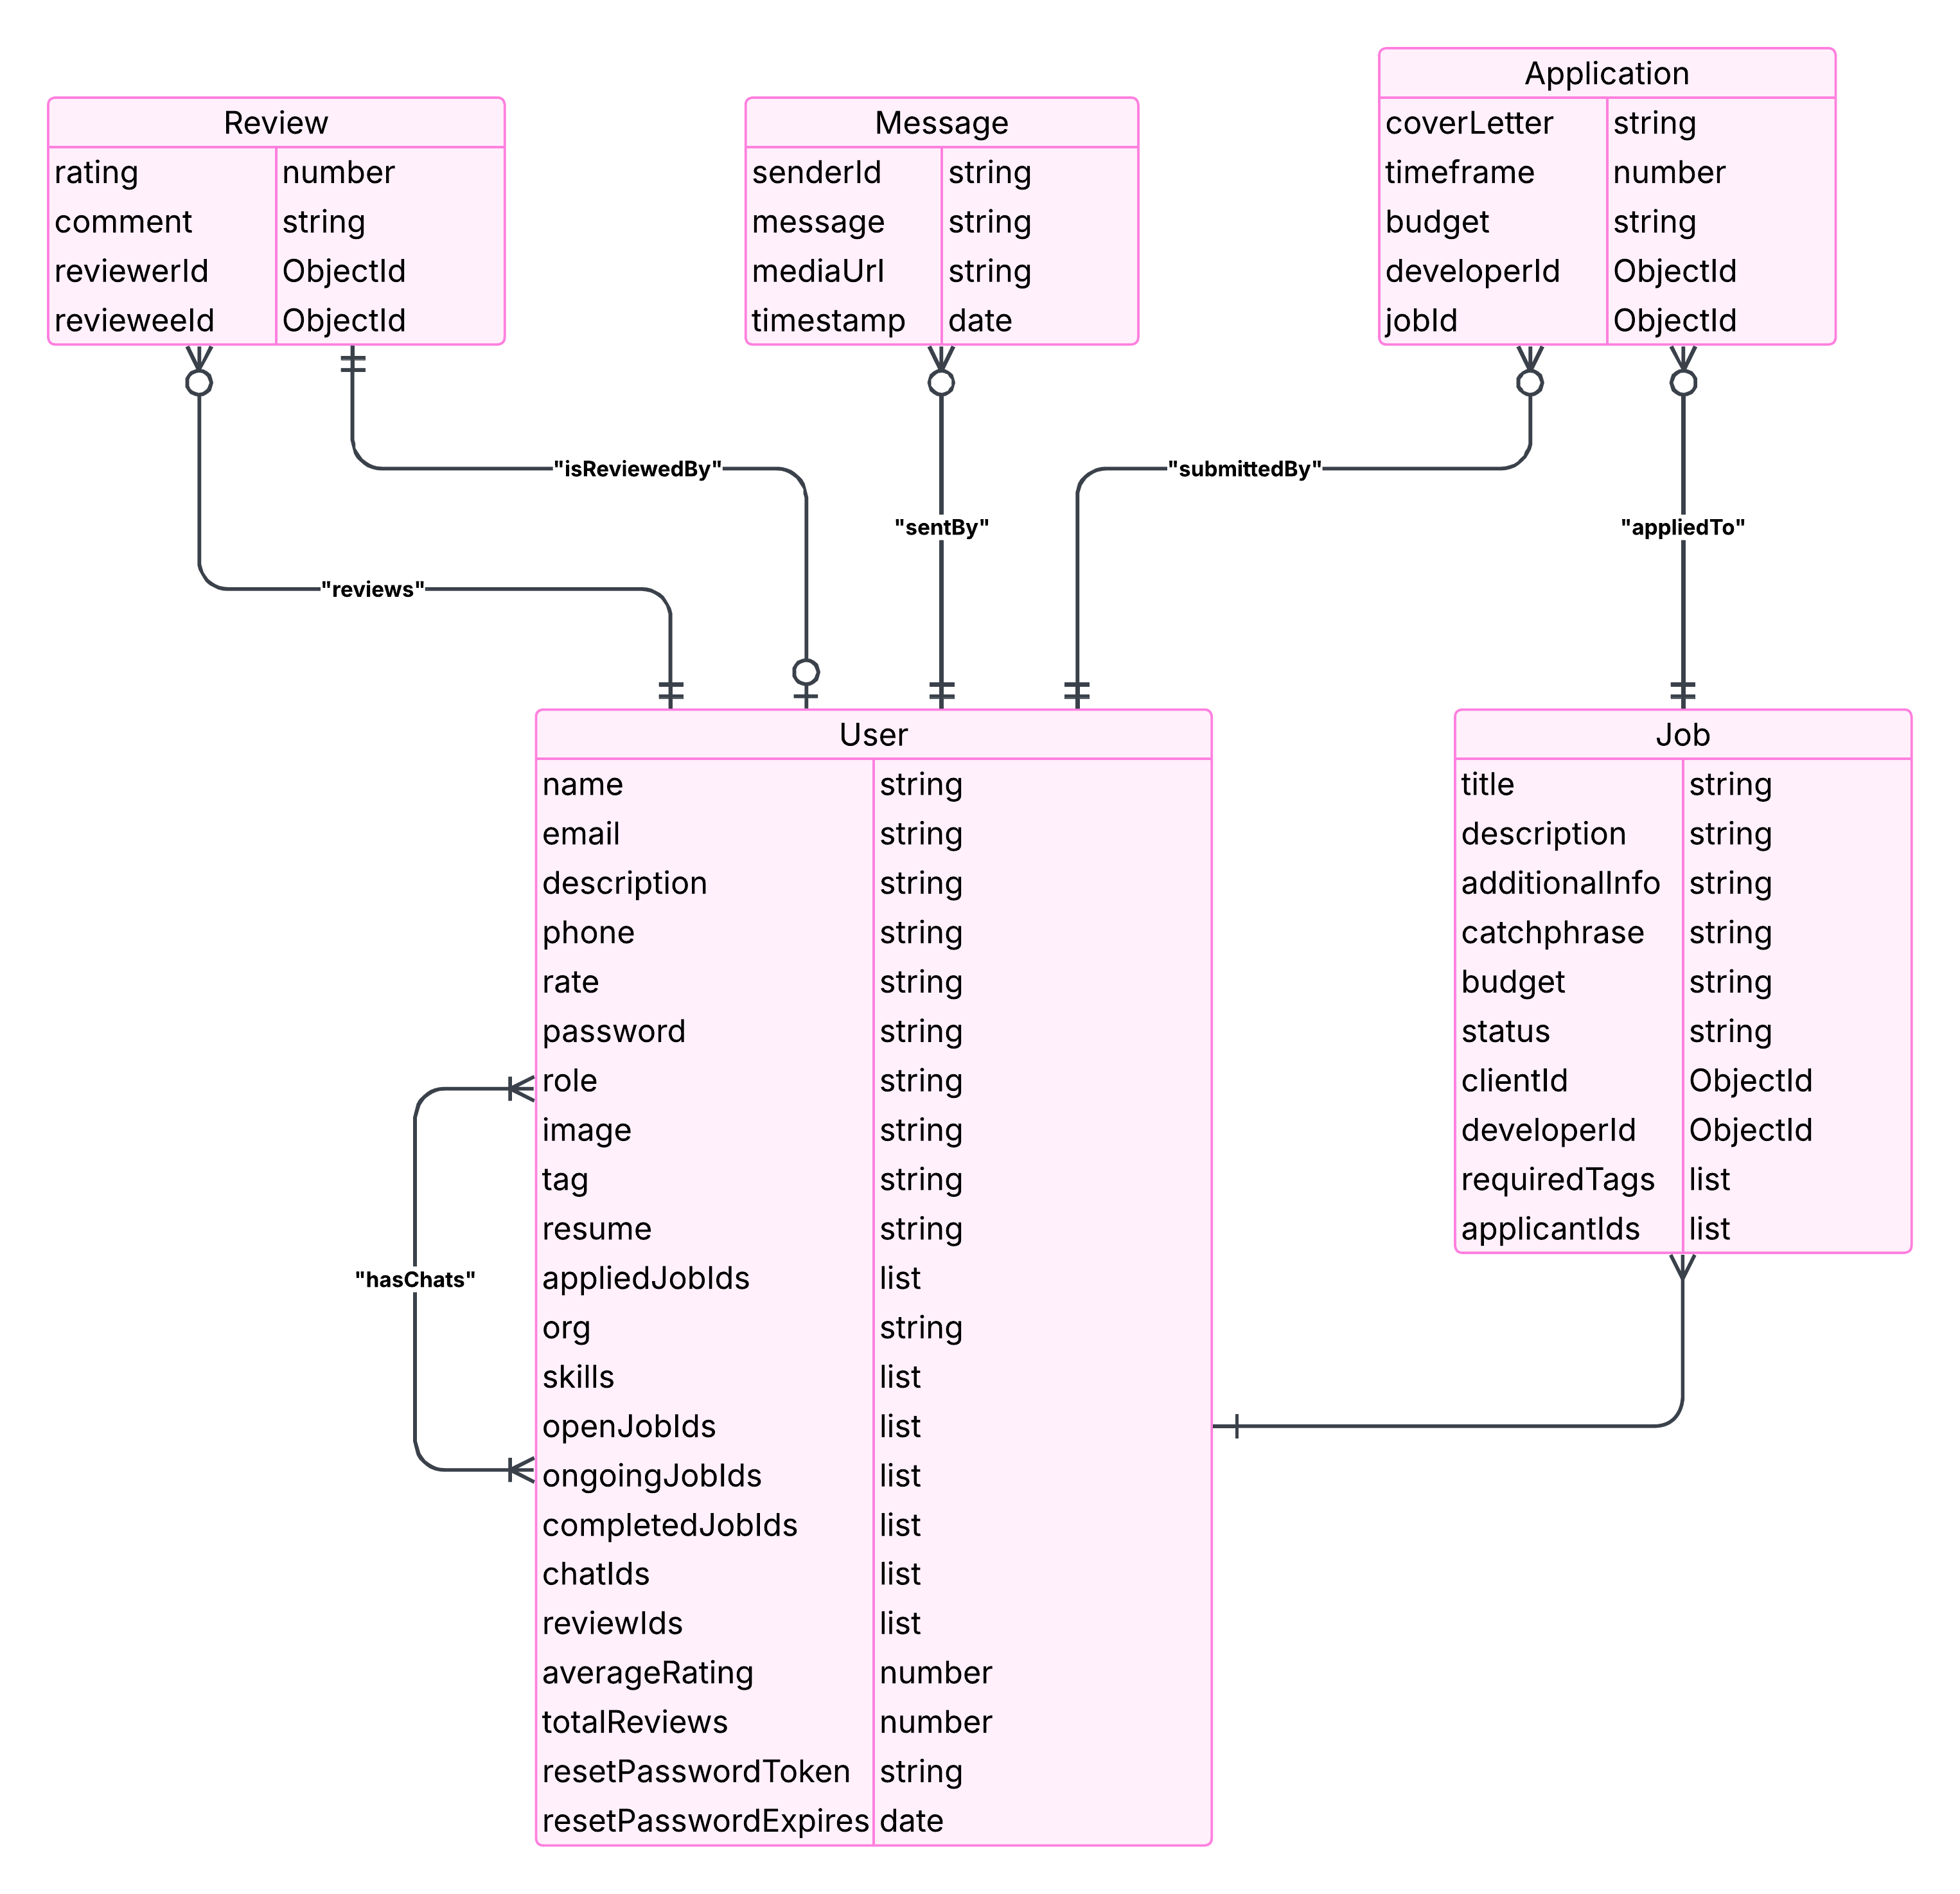 Review
rating number
comment string
reviewerId ObjectId
revieweeId ObjectId
Message
senderId string
message string
mediaUrl string
timestamp date
Application
coverLetter string
timeframe number
budget string
developerId ObjectId
jobId ObjectId
"isReviewedBy"
"submittedBy"
"sentBy"
"appliedTo"
"reviews"
User
name string
email string
description string
phone string
rate string
password string
role string
image string
tag string
resume string
appliedJobIds list
org string
skills list
openJobIds list
ongoingJobIds list
completedJobIds list
chatIds list
reviewIds list
averageRating number
totalReviews number
resetPasswordToken string
resetPasswordExpires date
"hasChats"
Job
title string
description string
additionalInfo string
catchphrase string
budget string
status string
clientId ObjectId
developerId ObjectId
requiredTags list
applicantIds list